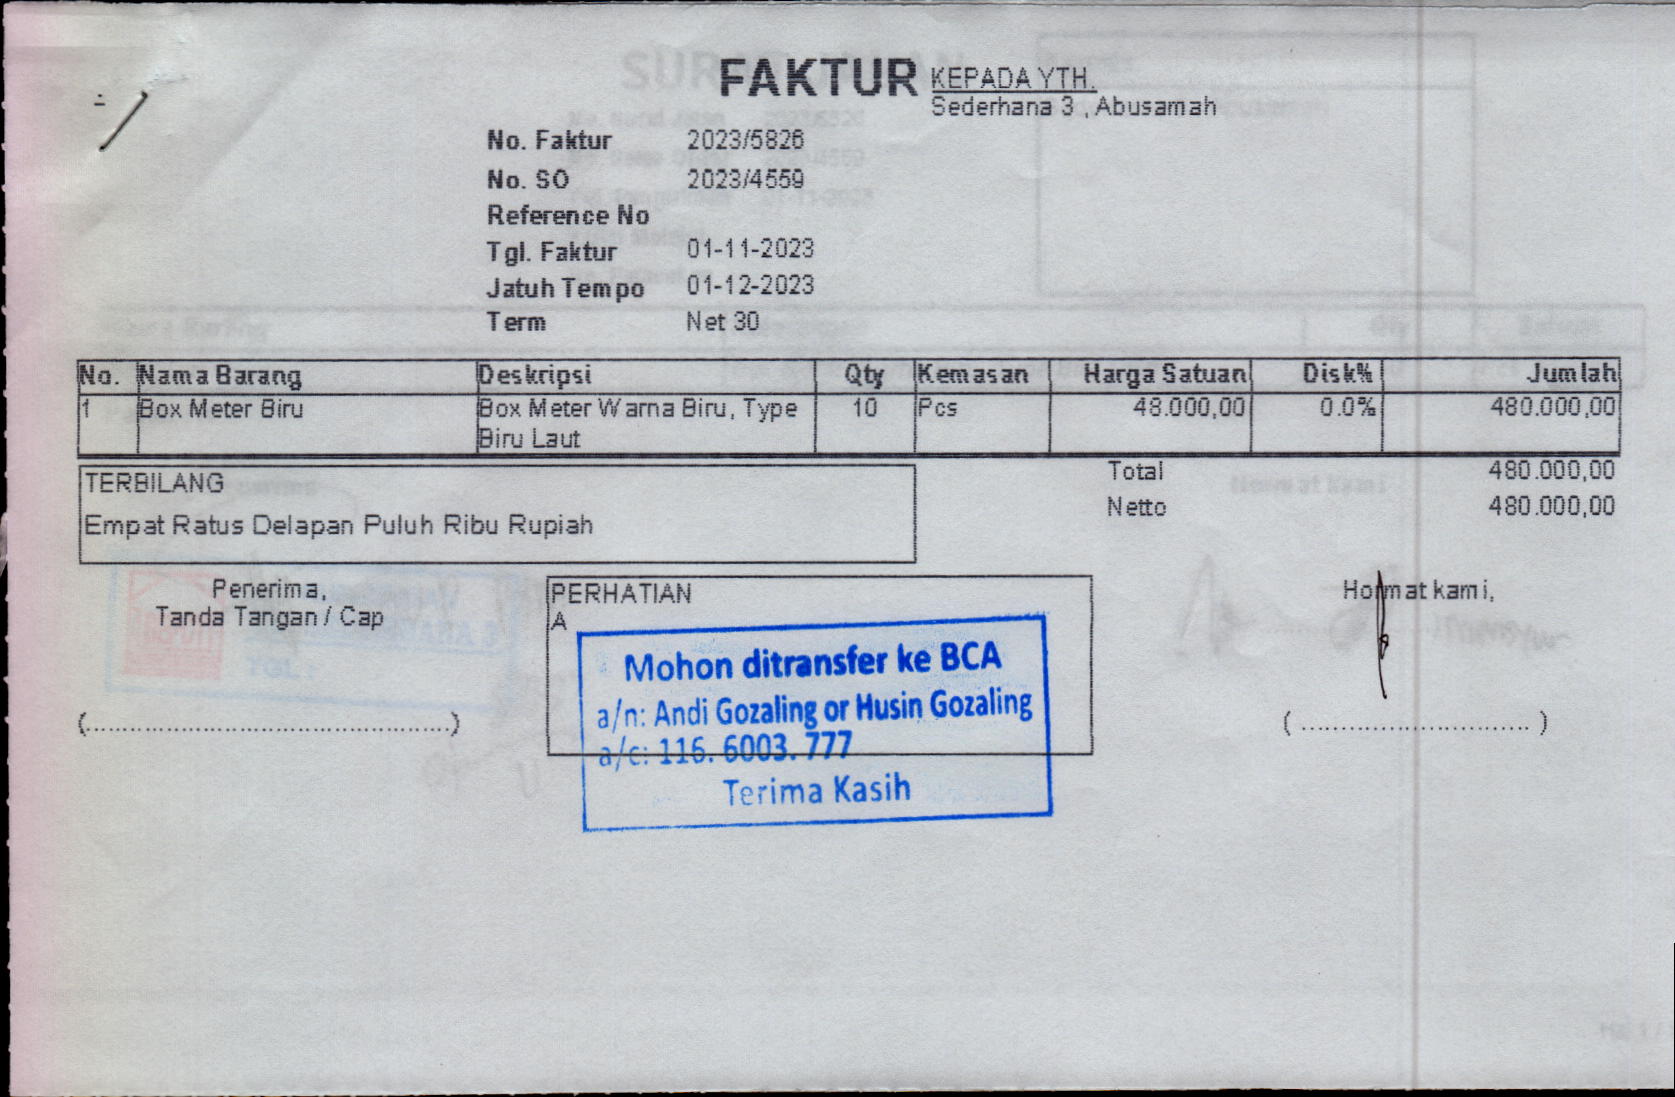 FAKTUR
KEPADA YTH.
Sederhana 3 , Abusamah
No. Faktur 2023/5826
No. SO 2023/4559
Reference No
Tgl. Faktur 01-11-2023
Jatuh Tempo 01-12-2023
Term Net 30
No. Nama Barang Deskripsi Qty Kemasan Harga Satuan Disk% Jumlah
1 Box Meter Biru Box Meter Warna Biru, Type 10 Pcs 48.000,00 0.0% 480.000,00
Biru Laut
TERBILANG
Empat Ratus Delapan Puluh Ribu Rupiah
Total 480.000,00
Netto 480.000,00
Penerima,
Tanda Tangan / Cap
(..............................................)
PERHATIAN
A
Mohon ditransfer ke BCA
a/n: Andi Gozaling or Husin Gozaling
a/c: 116. 6003. 777
Terima Kasih
Hormat kami,
( ............................. )